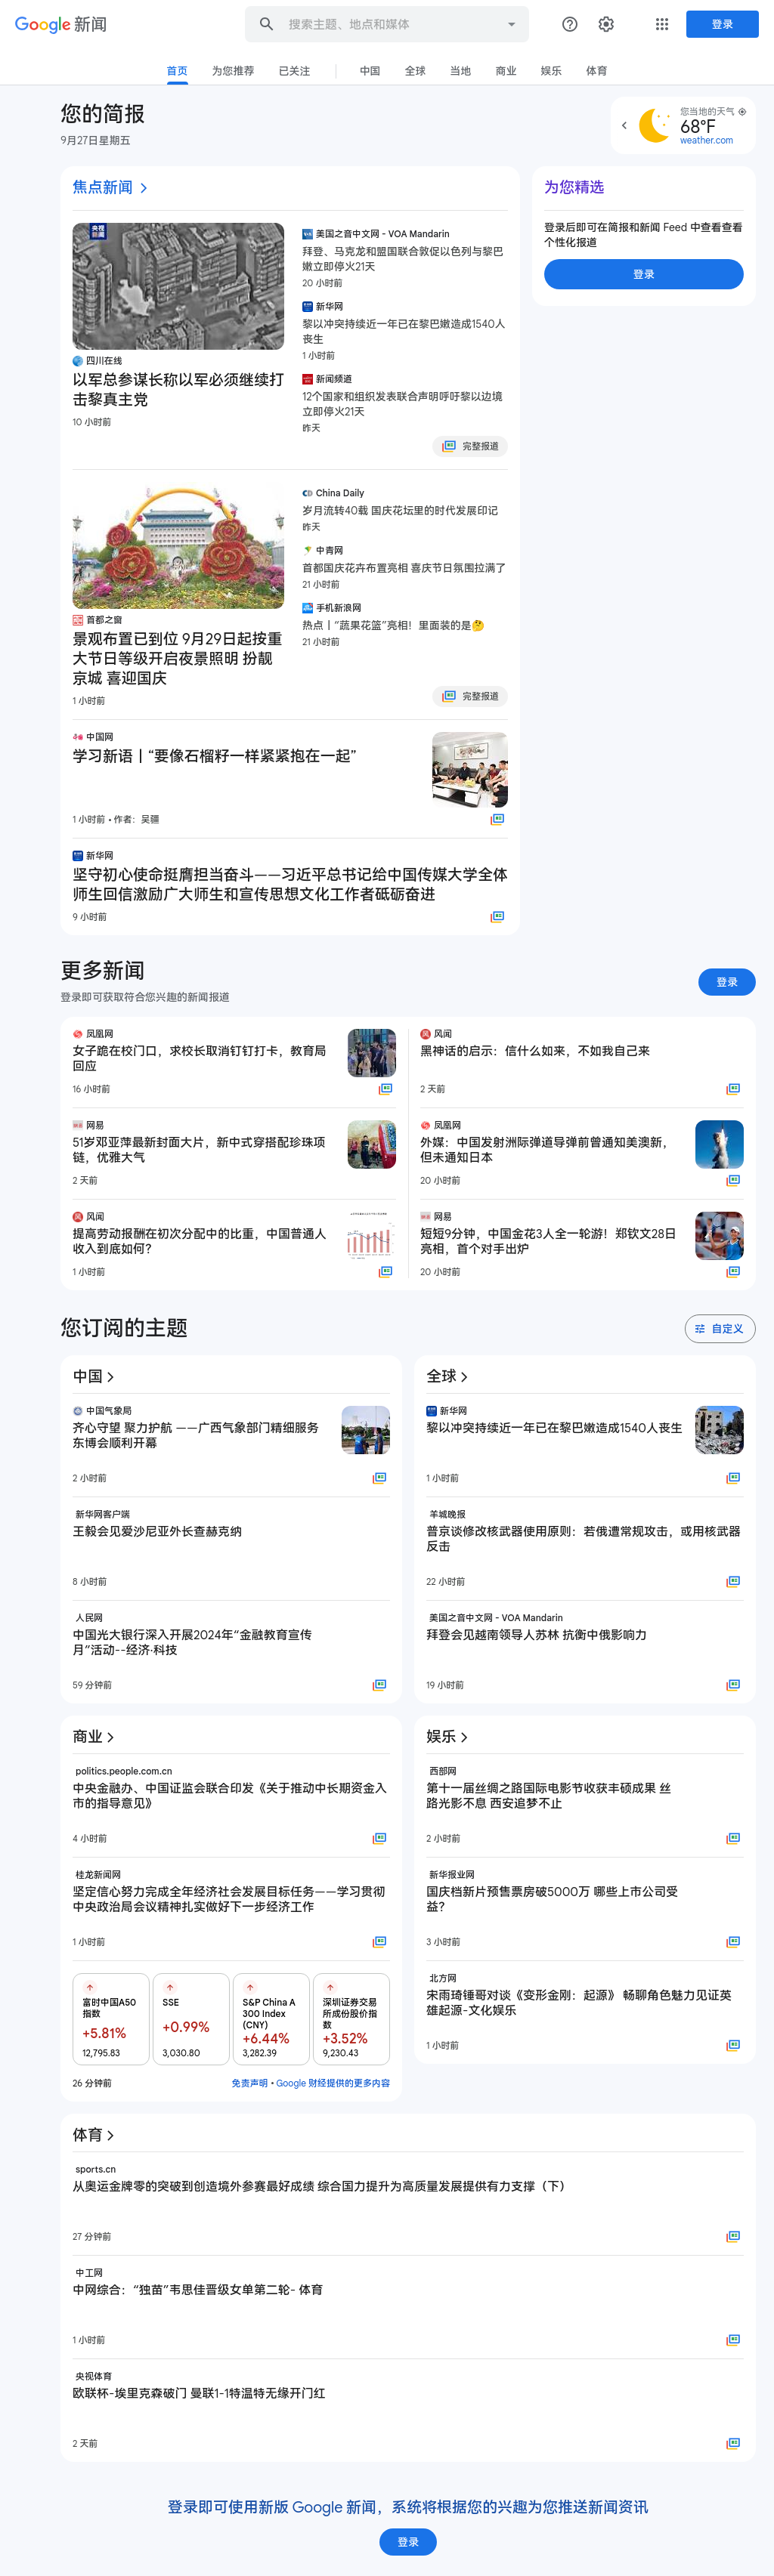 Google 新闻
搜索主题、地点和媒体
登录
首页
为您推荐
已关注
中国
全球
当地
商业
娱乐
体育
您的简报
9月27日星期五
您当地的天气
68°F
weather.com
焦点新闻
央视新闻
四川在线
以军总参谋长称以军必须继续打
击黎真主党
10 小时前
美国之音中文网 - VOA Mandarin
拜登、马克龙和盟国联合敦促以色列与黎巴
嫩立即停火21天
20 小时前
新华网
黎以冲突持续近一年已在黎巴嫩造成1540人
丧生
1 小时前
新闻频道
12个国家和组织发表联合声明呼吁黎以边境
立即停火21天
昨天
完整报道
为您精选
登录后即可在简报和新闻 Feed 中查看查看
个性化报道
登录
首都之窗
景观布置已到位 9月29日起按重
大节日等级开启夜景照明 扮靓
京城 喜迎国庆
1 小时前
China Daily
岁月流转40载 国庆花坛里的时代发展印记
昨天
中青网
首都国庆花卉布置亮相 喜庆节日氛围拉满了
21 小时前
手机新浪网
热点丨“蔬果花篮”亮相！里面装的是🤔
21 小时前
完整报道
中国网
学习新语丨“要像石榴籽一样紧紧抱在一起”
1 小时前 • 作者：吴疆
新华网
坚守初心使命挺膺担当奋斗——习近平总书记给中国传媒大学全体
师生回信激励广大师生和宣传思想文化工作者砥砺奋进
9 小时前
更多新闻
登录即可获取符合您兴趣的新闻报道
登录
凤凰网
女子跪在校门口，求校长取消钉钉打卡，教育局
回应
16 小时前
网易
51岁邓亚萍最新封面大片，新中式穿搭配珍珠项
链，优雅大气
2 天前
风闻
提高劳动报酬在初次分配中的比重，中国普通人
收入到底如何？
1 小时前
风闻
黑神话的启示：信什么如来，不如我自己来
2 天前
凤凰网
外媒：中国发射洲际弹道导弹前曾通知美澳新，
但未通知日本
20 小时前
网易
短短9分钟，中国金花3人全一轮游！郑钦文28日
亮相，首个对手出炉
20 小时前
您订阅的主题
自定义
中国
中国气象局
齐心守望 聚力护航 ——广西气象部门精细服务
东博会顺利开幕
2 小时前
新华网客户端
王毅会见爱沙尼亚外长查赫克纳
8 小时前
人民网
中国光大银行深入开展2024年“金融教育宣传
月”活动--经济·科技
59 分钟前
全球
新华网
黎以冲突持续近一年已在黎巴嫩造成1540人丧生
1 小时前
羊城晚报
普京谈修改核武器使用原则：若俄遭常规攻击，或用核武器
反击
22 小时前
美国之音中文网 - VOA Mandarin
拜登会见越南领导人苏林 抗衡中俄影响力
19 小时前
商业
politics.people.com.cn
中央金融办、中国证监会联合印发《关于推动中长期资金入
市的指导意见》
4 小时前
桂龙新闻网
坚定信心努力完成全年经济社会发展目标任务——学习贯彻
中央政治局会议精神扎实做好下一步经济工作
1 小时前
富时中国A50
指数
+5.81%
12,795.83
SSE
+0.99%
3,030.80
S&P China A
300 Index
(CNY)
+6.44%
3,282.39
深圳证券交易
所成份股价指
数
+3.52%
9,230.43
26 分钟前
免责声明 • Google 财经提供的更多内容
娱乐
西部网
第十一届丝绸之路国际电影节收获丰硕成果 丝
路光影不息 西安追梦不止
2 小时前
新华报业网
国庆档新片预售票房破5000万 哪些上市公司受
益？
3 小时前
北方网
宋雨琦锤哥对谈《变形金刚：起源》 畅聊角色魅力见证英
雄起源-文化娱乐
1 小时前
体育
sports.cn
从奥运金牌零的突破到创造境外参赛最好成绩 综合国力提升为高质量发展提供有力支撑（下）
27 分钟前
中工网
中网综合：“独苗”韦思佳晋级女单第二轮- 体育
1 小时前
央视体育
欧联杯-埃里克森破门 曼联1-1特温特无缘开门红
2 天前
登录即可使用新版 Google 新闻，系统将根据您的兴趣为您推送新闻资讯
登录